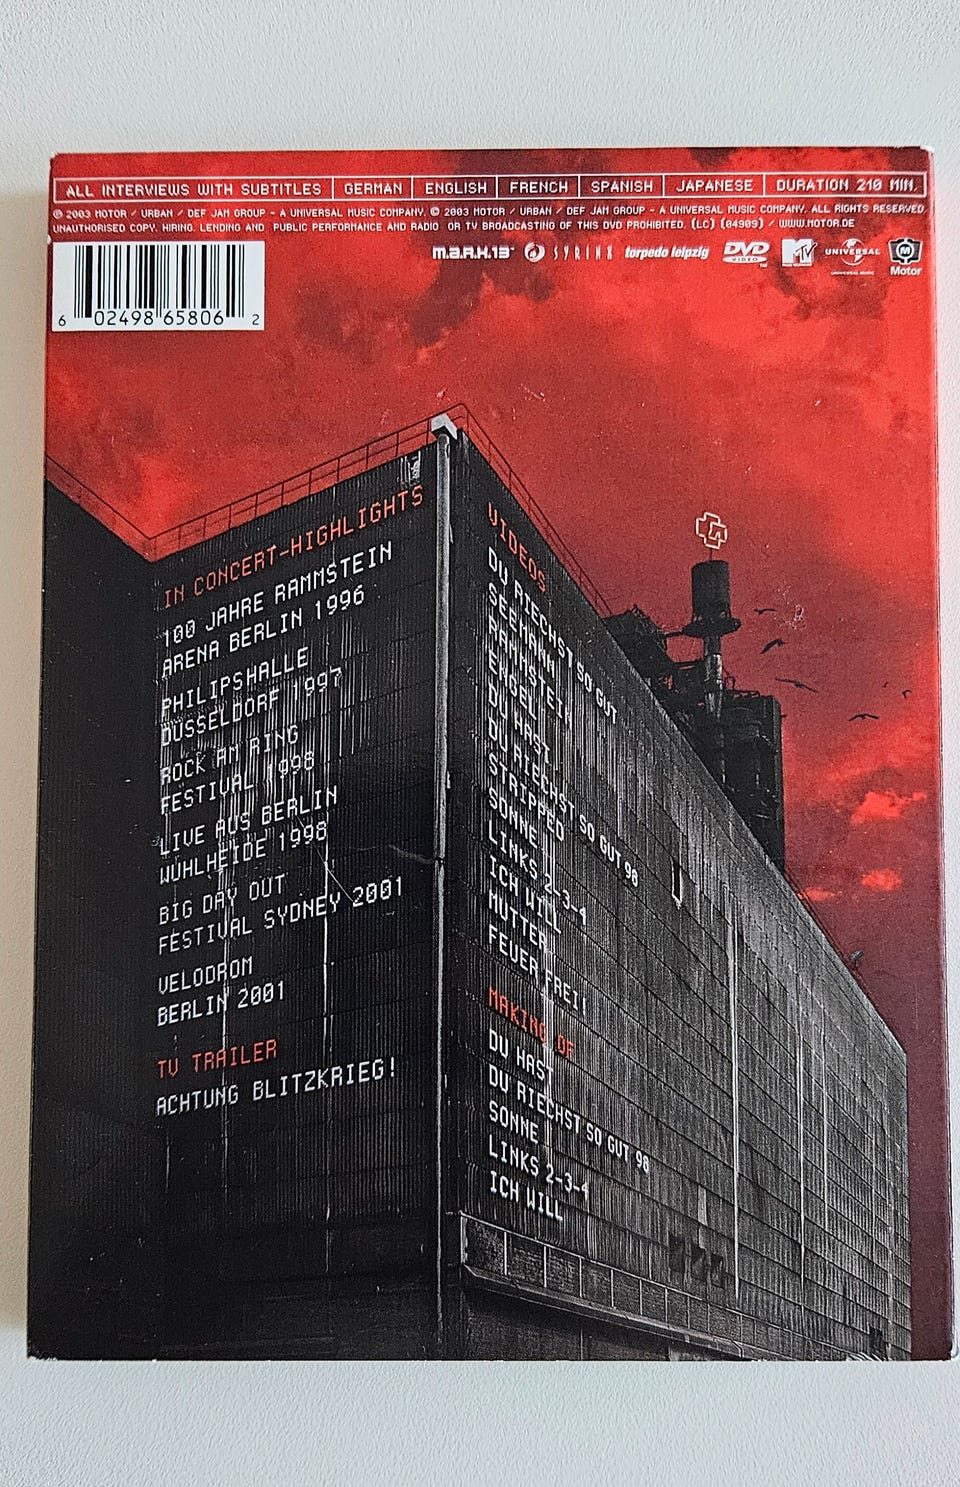 ALL INTERVIEWS WITH SUBTITLES | GERMAN | ENGLISH | FRENCH | SPANISH | JAPANESE | DURATION 210 MIN.
℗ 2003 MOTOR / URBAN / DEF JAM GROUP - A UNIVERSAL MUSIC COMPANY. © 2003 MOTOR / URBAN / DEF JAM GROUP - A UNIVERSAL MUSIC COMPANY. ALL RIGHTS RESERVED.
UNAUTHORISED COPY. HIRING. LENDING AND PUBLIC PERFORMANCE AND RADIO OR TV BROADCASTING OF THIS DVD PROHIBITED. (LC) (04909) / WWW.MOTOR.DE
m.a.r.k.13™ SYRINX torpedo leipzig DVD VIDEO™ MTV UNIVERSAL UNIVERSAL MUSIC M Motor
6 02498 65806 2
IN CONCERT-HIGHLIGHTS
100 JAHRE RAMMSTEIN
ARENA BERLIN 1996
PHILIPSHALLE
DÜSSELDORF 1997
ROCK AM RING
FESTIVAL 1998
LIVE AUS BERLIN
WUHLHEIDE 1998
BIG DAY OUT
FESTIVAL SYDNEY 2001
VELODROM
BERLIN 2001
TV TRAILER
ACHTUNG BLITZKRIEG!
VIDEOS
DU RIECHST SO GUT
SEEMANN
RAMMSTEIN
ENGEL
DU HAST
DU RIECHST SO GUT 98
STRIPPED
SONNE
LINKS 2-3-4
ICH WILL
MUTTER
FEUER FREI!
MAKING OF
DU HAST
DU RIECHST SO GUT 98
SONNE
LINKS 2-3-4
ICH WILL